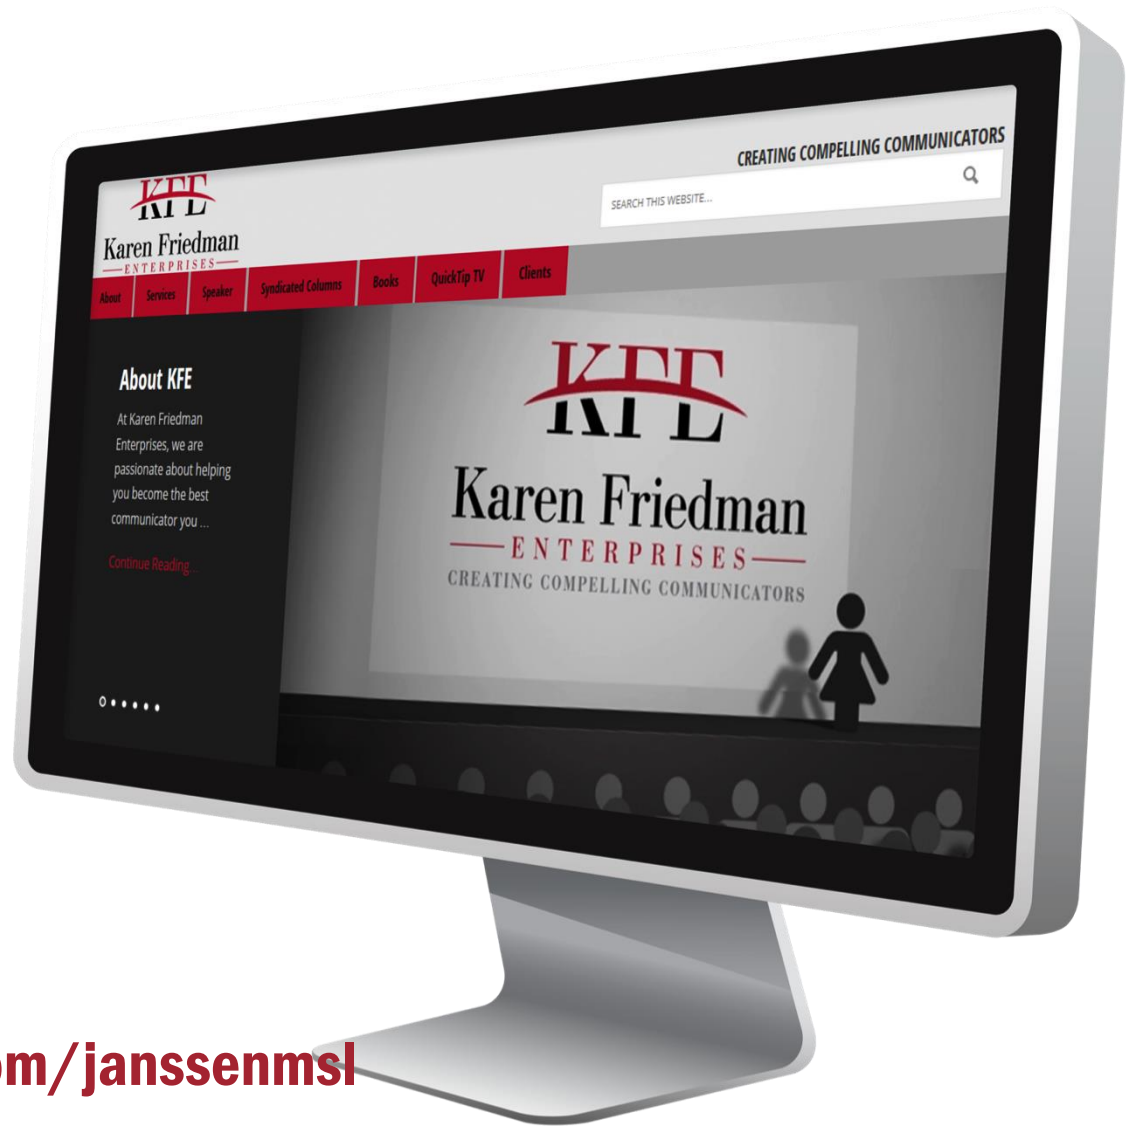 CREATING COMPELLING COMMUNICATORS
SEARCH THIS WEBSITE...
KFE
Karen Friedman
ENTERPRISES
About
Services
Speaker
Syndicated Columns
Books
QuickTip TV
Clients
About KFE
At Karen Friedman
Enterprises, we are
passionate about helping
you become the best
communicator you ...
Continue Reading...
KFE
Karen Friedman
ENTERPRISES
CREATING COMPELLING COMMUNICATORS
om/janssenmsl